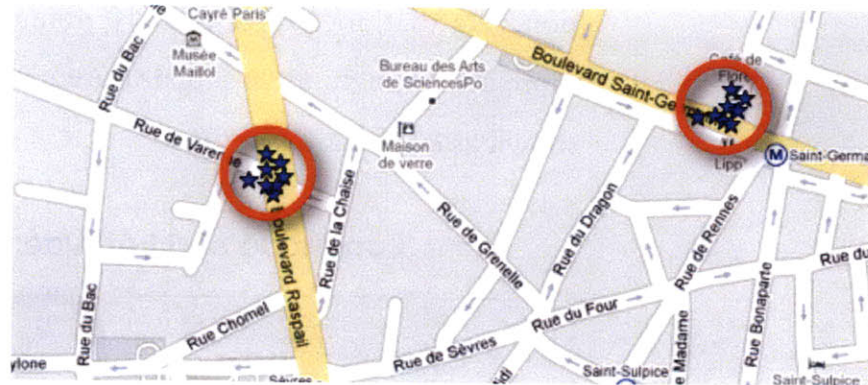 Cayré Paris
Musée
Maillol
Rue du Bac
Rue de Varenne
Bureau des Arts
de SciencesPo
Maison
de verre
Boulevard Saint-Germ
Café de
Flore
Lipp
M
Saint-Germa
Boulevard Raspail
Rue de la Chaise
Rue de Grenelle
Rue du Dragon
Rue de Rennes
Rue Bonaparte
Rue du
Rue du Four
Rue du Bac
Rue Chomel
Rue de Sèvres
Madame
Saint-Sulpice
Saint-Sulpice
ylone
Sèvres
idi